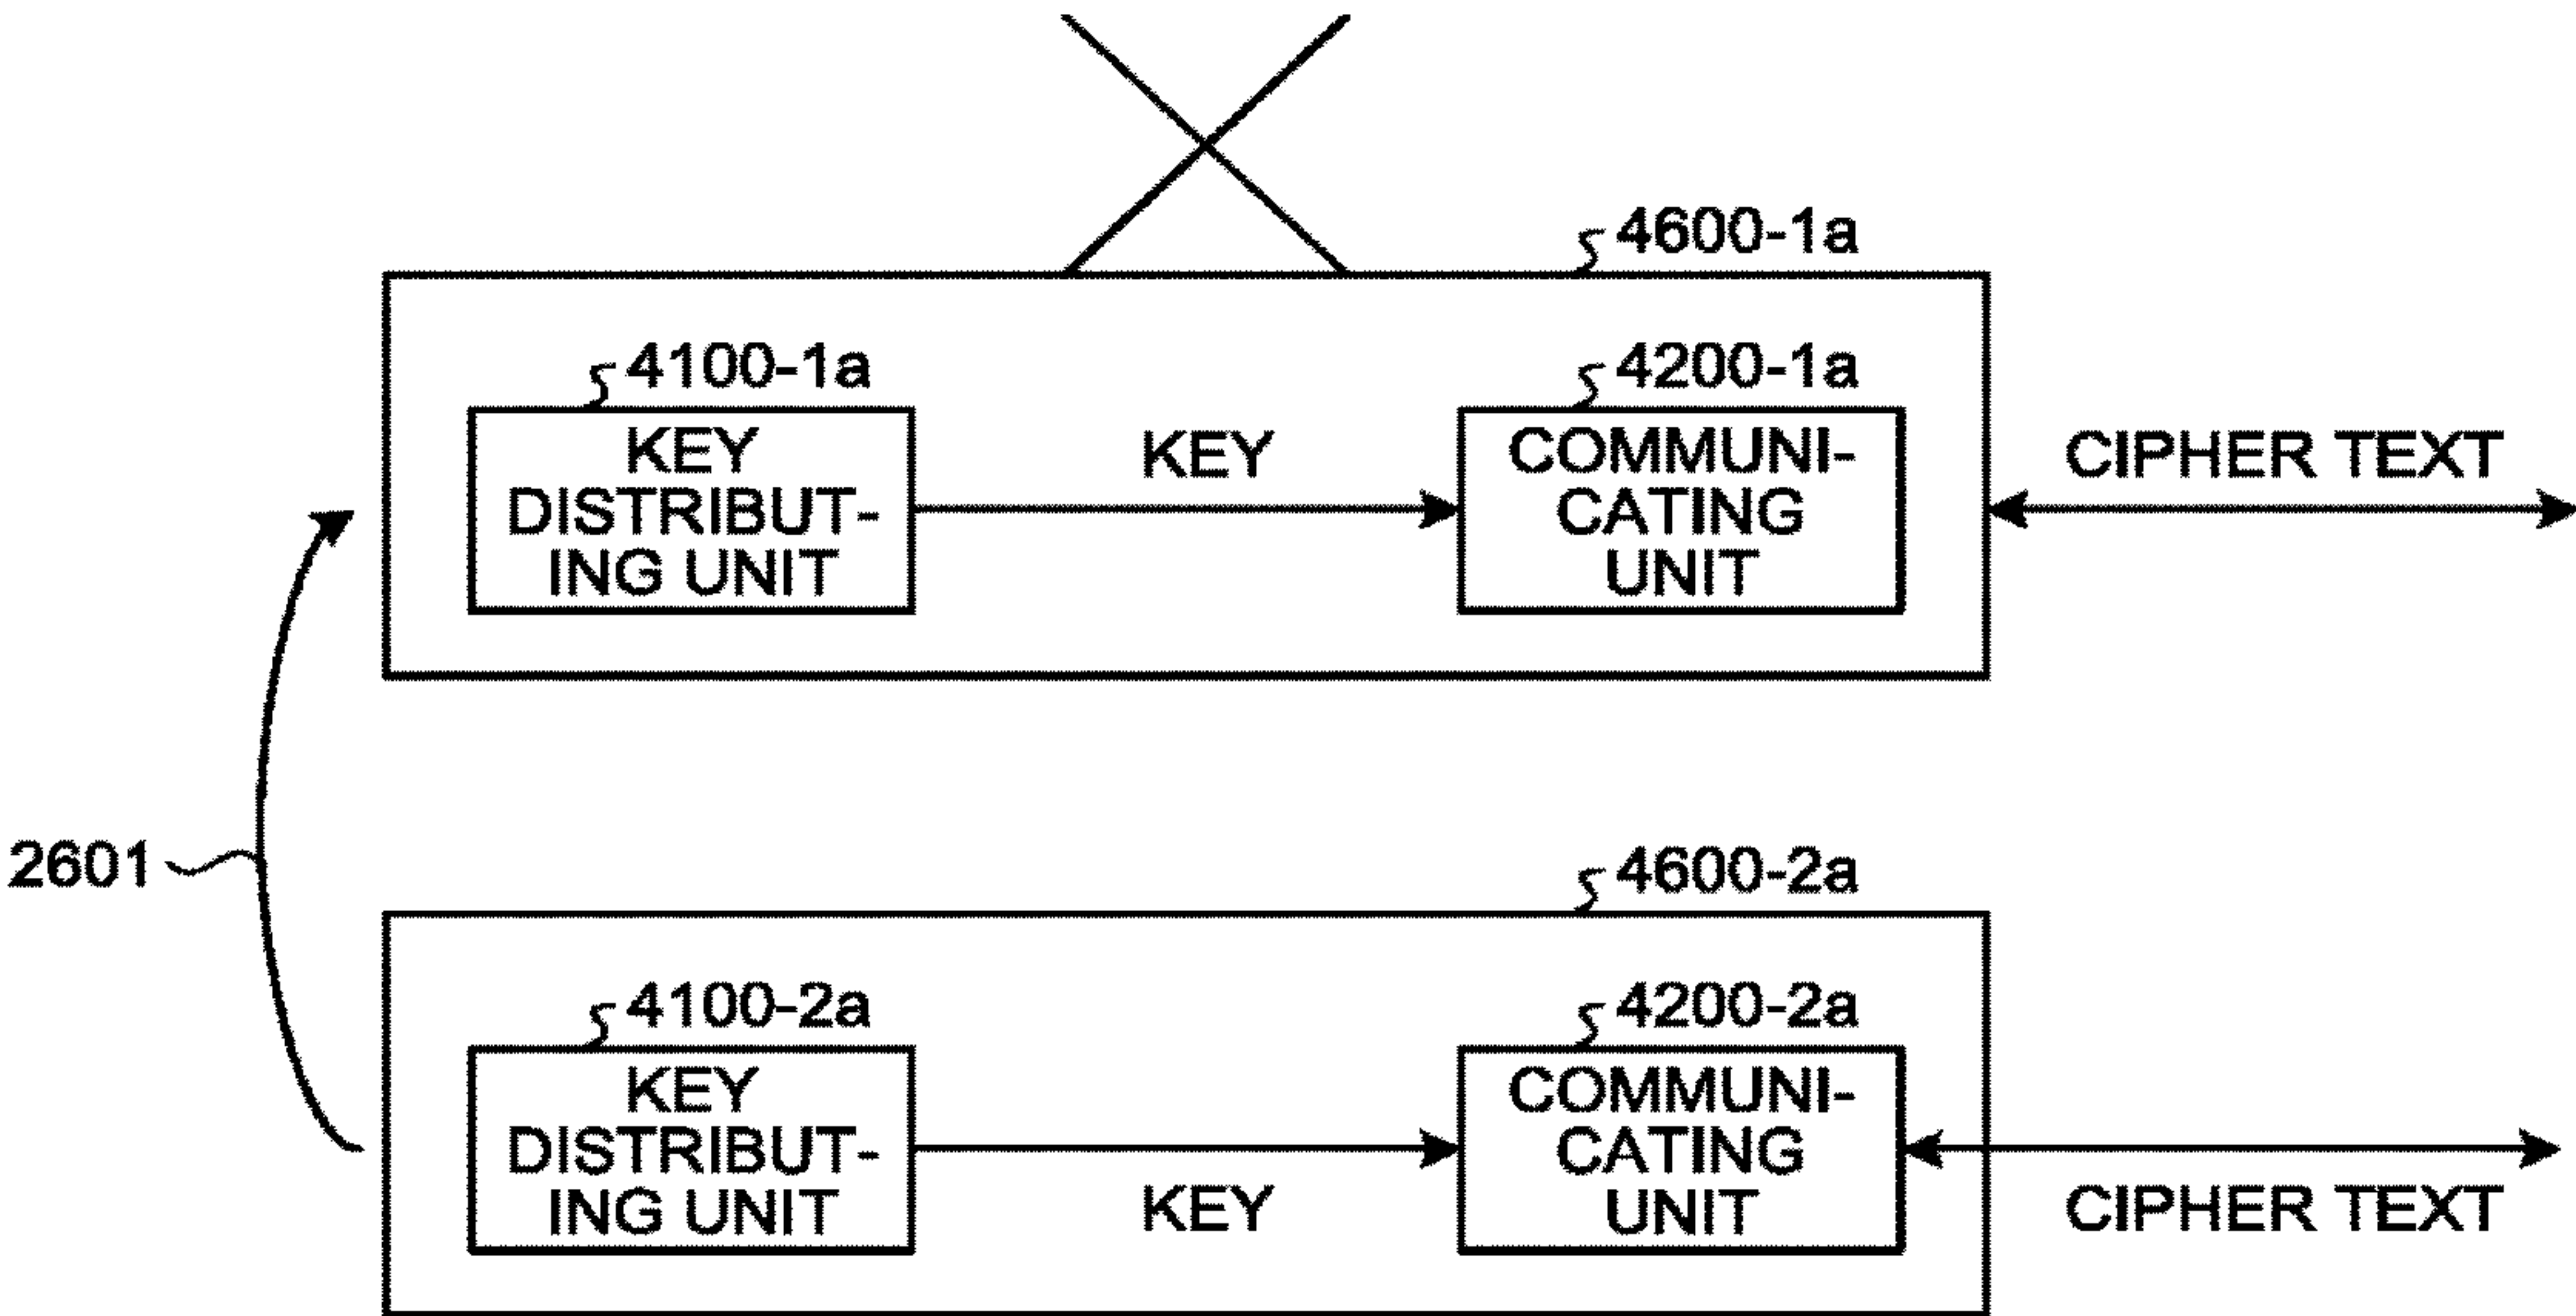 4600-1a
4100-1a
4200-1a
KEY
DISTRIBUT-
ING UNIT
KEY
COMMUNI-
CATING
UNIT
CIPHER TEXT
2601
4600-2a
4100-2a
4200-2a
KEY
DISTRIBUT-
ING UNIT
KEY
COMMUNI-
CATING
UNIT
CIPHER TEXT